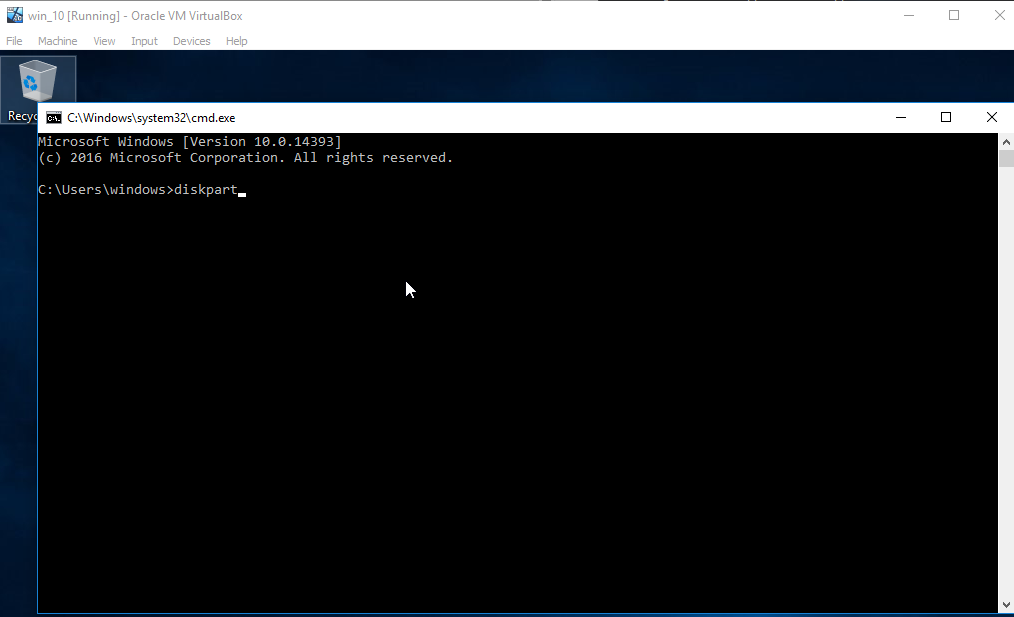 win_10 [Running] - Oracle VM VirtualBox
File Machine View Input Devices Help
Recyc
C:\Windows\system32\cmd.exe
Microsoft Windows [Version 10.0.14393]
(c) 2016 Microsoft Corporation. All rights reserved.
C:\Users\windows>diskpart